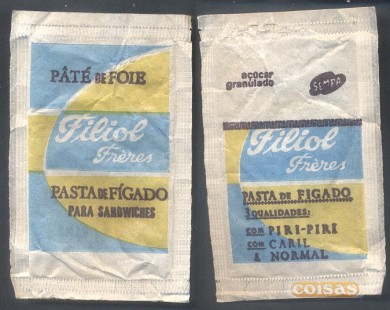 PÂTÉ DE FOIE
Filiol
Frères
PASTA DE FÍGADO
PARA SANDWICHES
açúcar
granulado
SEMPA
Filiol
Frères
PASTA DE FIGADO
3 QUALIDADES:
COM PIRI-PIRI
COM CARIL
& NORMAL
COISAS